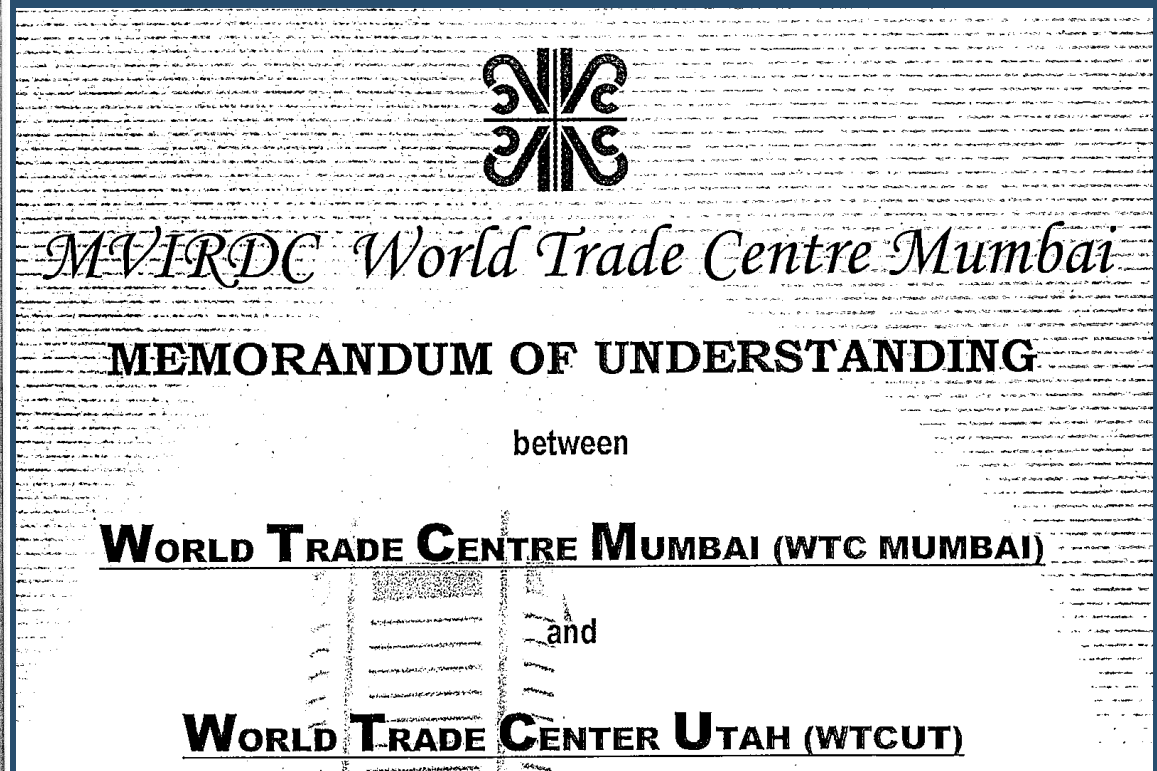 MVIRDC World Trade Centre Mumbai
MEMORANDUM OF UNDERSTANDING
between
WORLD TRADE CENTRE MUMBAI (WTC MUMBAI)
and
WORLD TRADE CENTER UTAH (WTCUT)